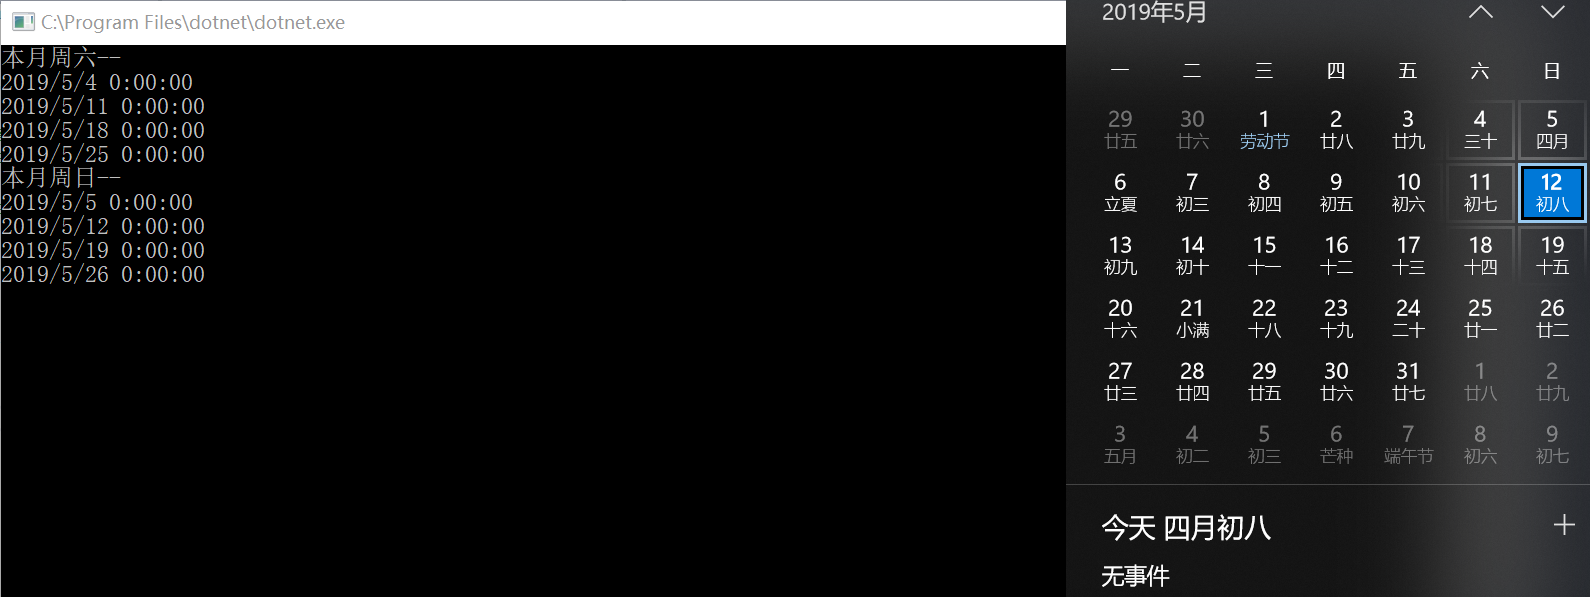 C:\Program Files\dotnet\dotnet.exe
本月周六--
2019/5/4 0:00:00
2019/5/11 0:00:00
2019/5/18 0:00:00
2019/5/25 0:00:00
本月周日--
2019/5/5 0:00:00
2019/5/12 0:00:00
2019/5/19 0:00:00
2019/5/26 0:00:00
2019年5月
一 二 三 四 五 六 日
29 30 1 2 3 4 5
廿五 廿六 劳动节 廿八 廿九 三十 四月
6 7 8 9 10 11 12
立夏 初三 初四 初五 初六 初七 初八
13 14 15 16 17 18 19
初九 初十 十一 十二 十三 十四 十五
20 21 22 23 24 25 26
十六 小满 十八 十九 二十 廿一 廿二
27 28 29 30 31 1 2
廿三 廿四 廿五 廿六 廿七 廿八 廿九
3 4 5 6 7 8 9
五月 初二 初三 芒种 端午节 初六 初七
今天 四月初八
无事件